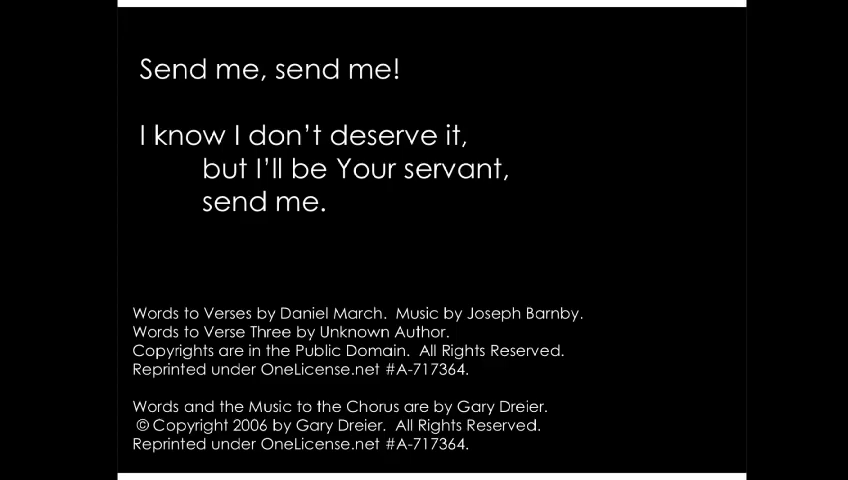 Send me, send me!
I know I don't deserve it,
but I'll be Your servant,
send me.
Words to Verses by Daniel March.  Music by Joseph Barnby.
Words to Verse Three by Unknown Author.
Copyrights are in the Public Domain.  All Rights Reserved.
Reprinted under OneLicense.net #A-717364.
Words and the Music to the Chorus are by Gary Dreier.
© Copyright 2006 by Gary Dreier.  All Rights Reserved.
Reprinted under OneLicense.net #A-717364.